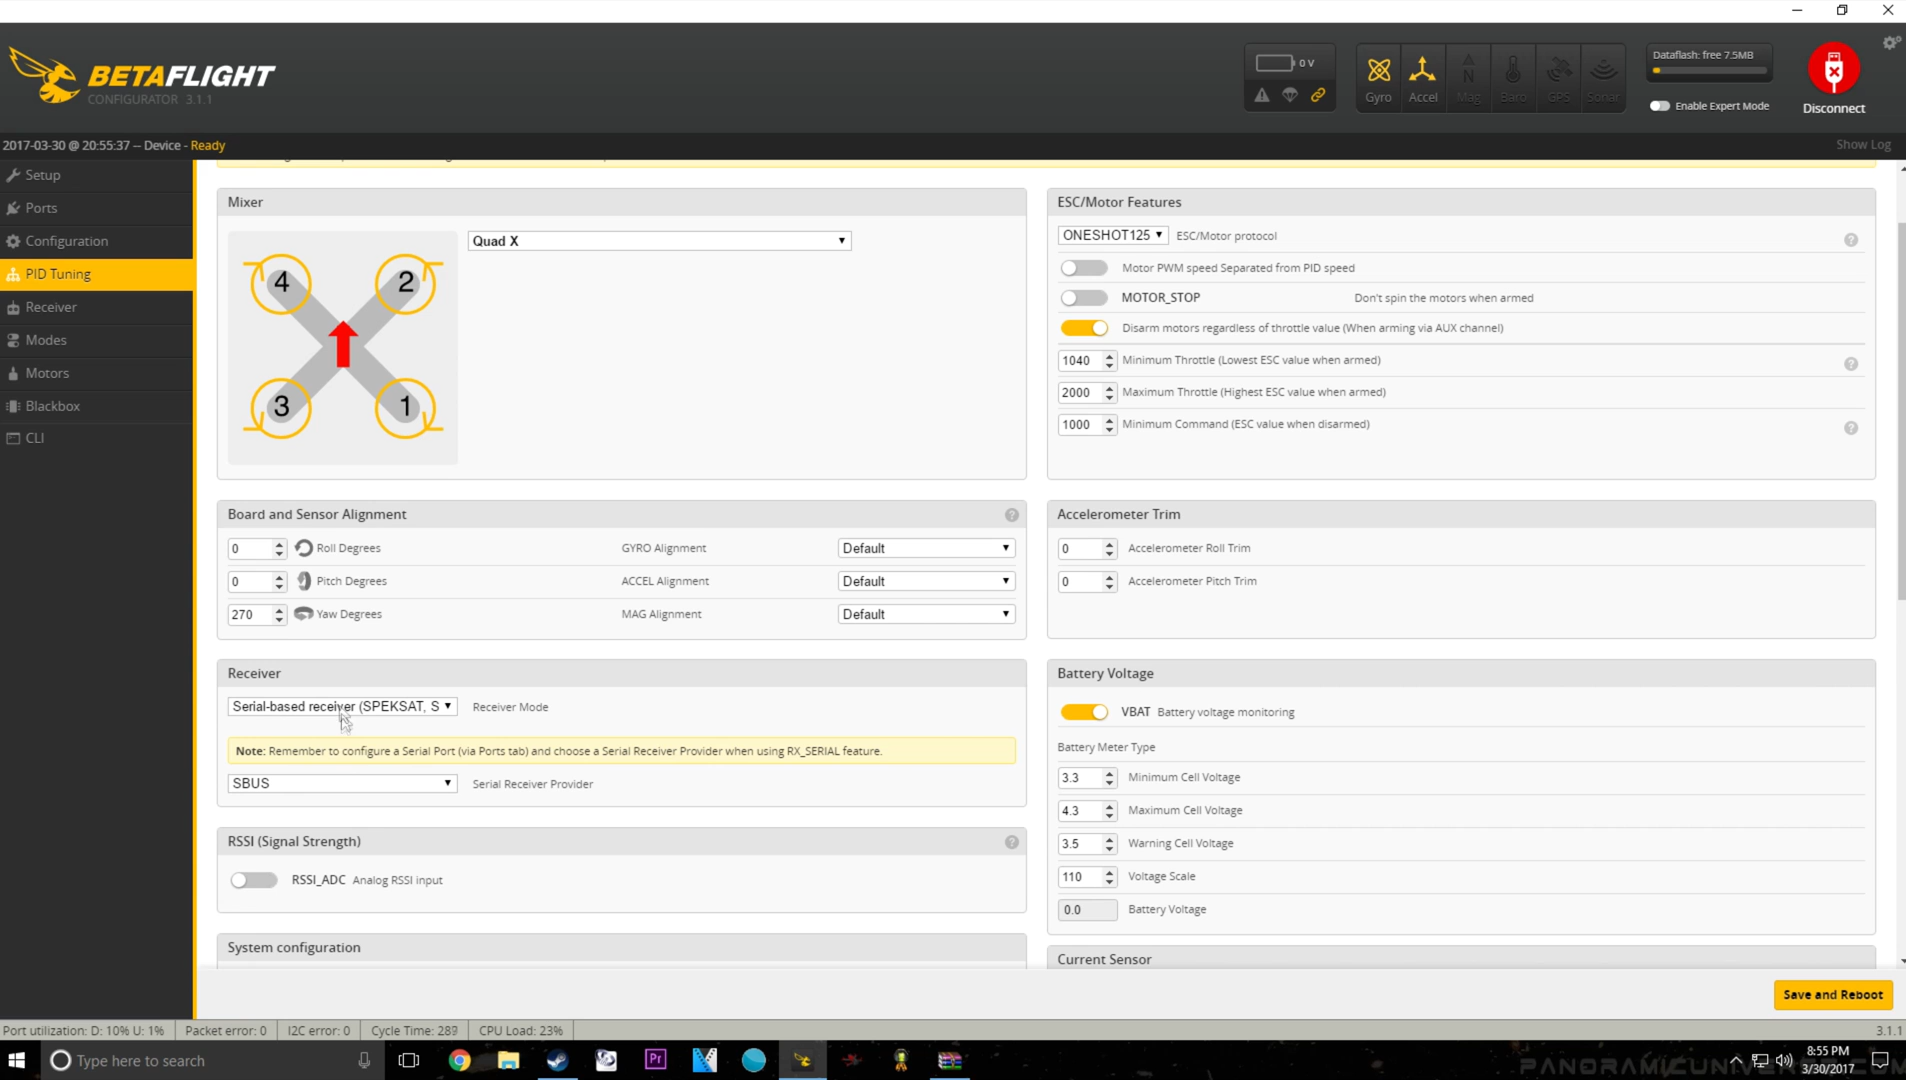 BETAFLIGHT
CONFIGURATOR 3.1.1
0 V
Gyro
Accel
Mag
Baro
GPS
Sonar
Dataflash: free 7.5MB
Enable Expert Mode
Disconnect
2017-03-30 @ 20:55:37 -- Device - Ready
Show Log
Setup
Ports
Configuration
PID Tuning
Receiver
Modes
Motors
Blackbox
CLI
Mixer
Quad X
4
2
3
1
ESC/Motor Features
ONESHOT125 ESC/Motor protocol
Motor PWM speed Separated from PID speed
MOTOR_STOP Don't spin the motors when armed
Disarm motors regardless of throttle value (When arming via AUX channel)
1040 Minimum Throttle (Lowest ESC value when armed)
2000 Maximum Throttle (Highest ESC value when armed)
1000 Minimum Command (ESC value when disarmed)
Board and Sensor Alignment
0 Roll Degrees GYRO Alignment Default
0 Pitch Degrees ACCEL Alignment Default
270 Yaw Degrees MAG Alignment Default
Accelerometer Trim
0 Accelerometer Roll Trim
0 Accelerometer Pitch Trim
Receiver
Serial-based receiver (SPEKSAT, S Receiver Mode
Note: Remember to configure a Serial Port (via Ports tab) and choose a Serial Receiver Provider when using RX_SERIAL feature.
SBUS Serial Receiver Provider
Battery Voltage
VBAT Battery voltage monitoring
Battery Meter Type
3.3 Minimum Cell Voltage
4.3 Maximum Cell Voltage
3.5 Warning Cell Voltage
110 Voltage Scale
0.0 Battery Voltage
RSSI (Signal Strength)
RSSI_ADC Analog RSSI input
System configuration
Current Sensor
Save and Reboot
Port utilization: D: 10% U: 1% Packet error: 0 I2C error: 0 Cycle Time: 289 CPU Load: 23%
3.1.1
Type here to search
Pr
8:55 PM
3/30/2017